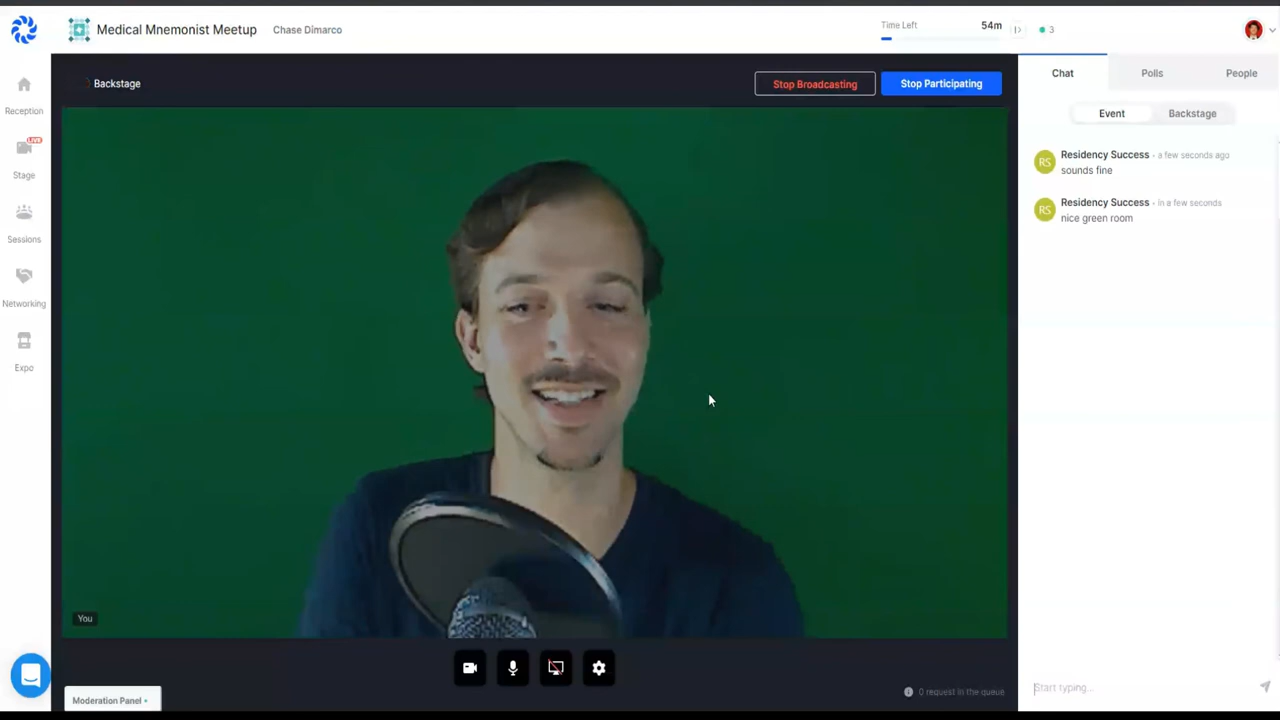 Medical Mnemonist Meetup
Chase Dimarco
Time Left
54m
3
Reception
LIVE
Stage
Sessions
Networking
Expo
Backstage
Stop Broadcasting
Stop Participating
You
Moderation Panel
0 request in the queue
Chat
Polls
People
Event
Backstage
RS
Residency Success - a few seconds ago
sounds fine
RS
Residency Success - in a few seconds
nice green room
Start typing...